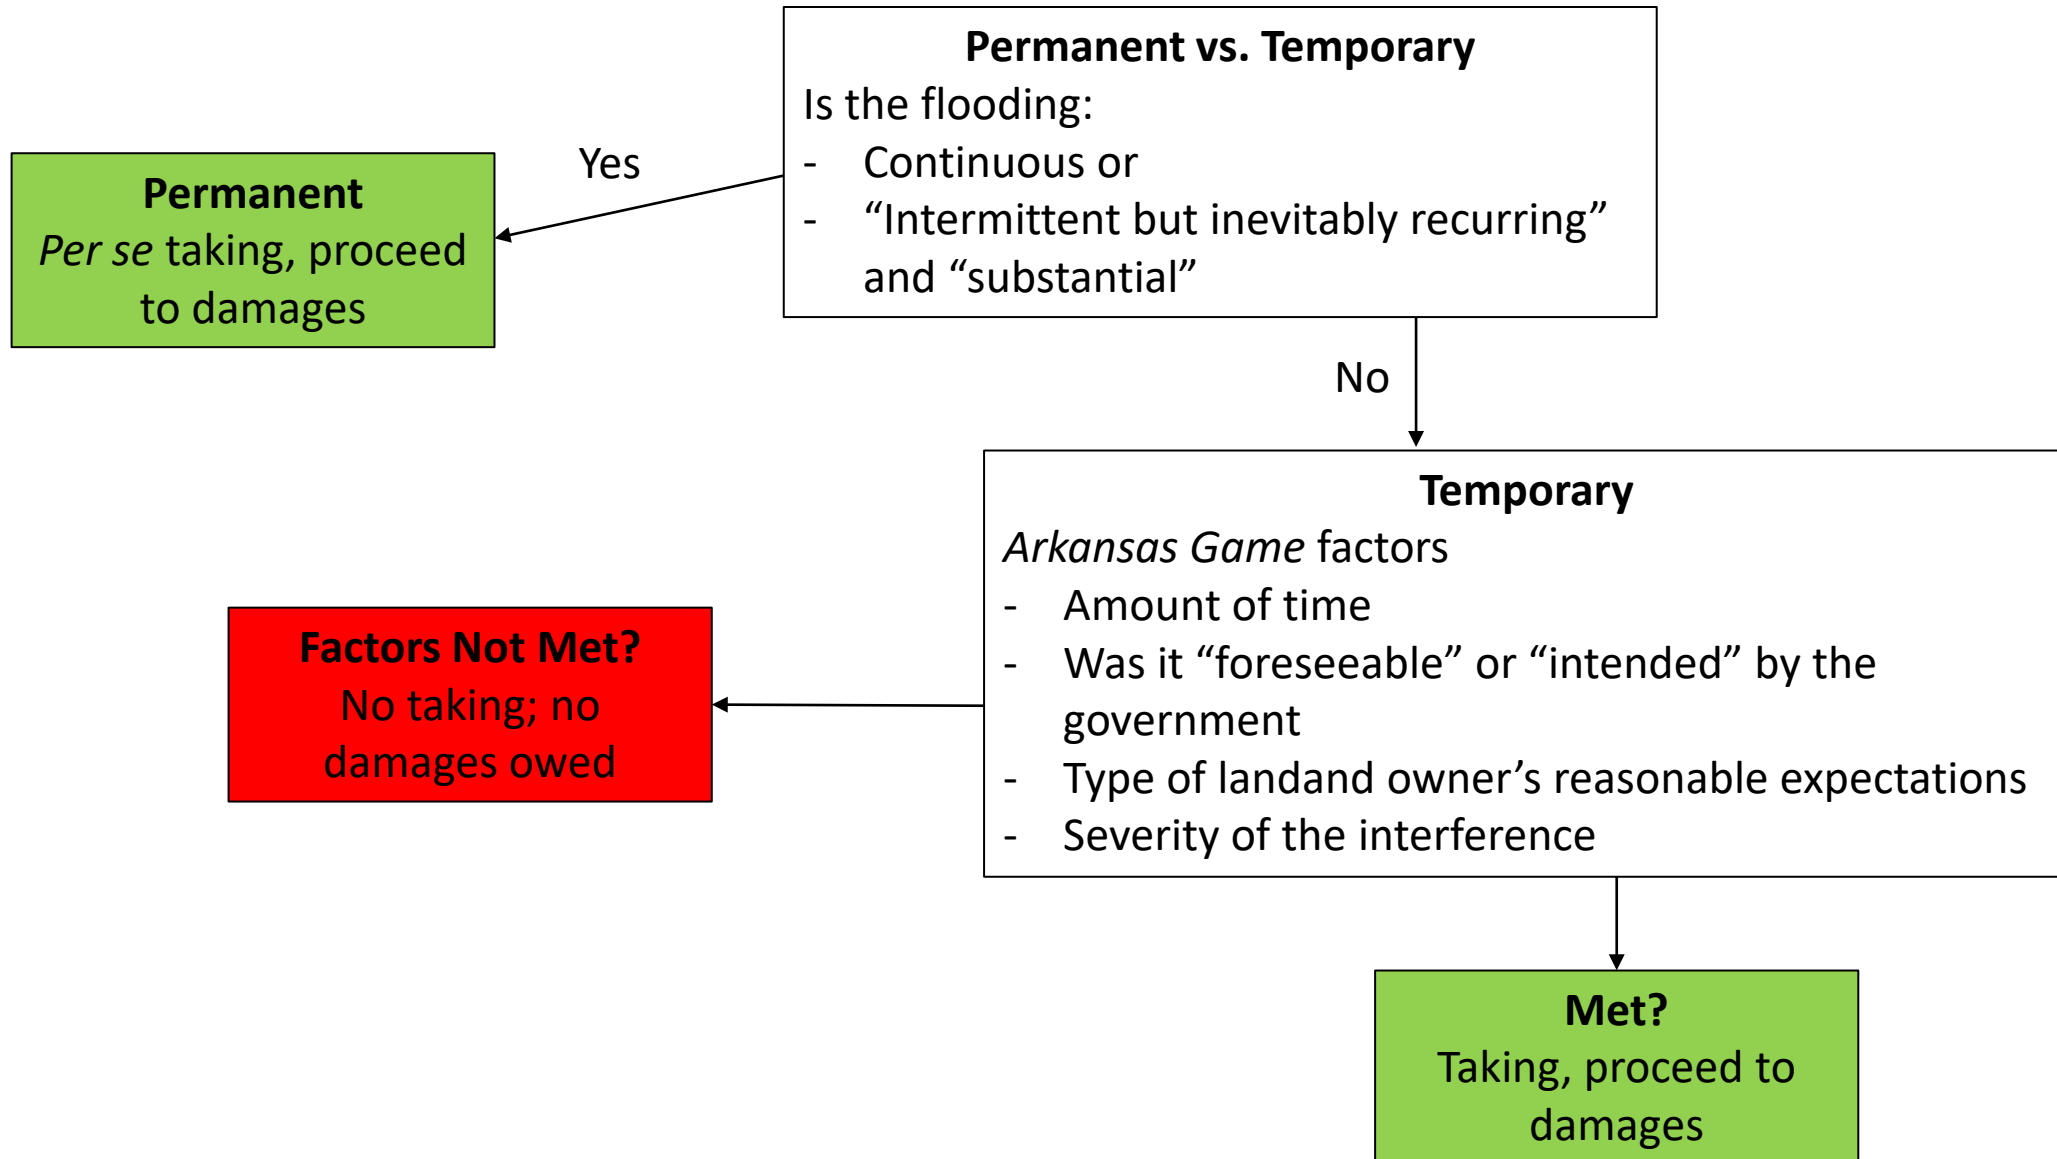 Permanent vs. Temporary
Is the flooding:
- Continuous or
- “Intermittent but inevitably recurring”
and “substantial”
Yes
Permanent
Per se taking, proceed
to damages
No
Temporary
Arkansas Game factors
- Amount of time
- Was it “foreseeable” or “intended” by the
government
- Type of landand owner’s reasonable expectations
- Severity of the interference
Factors Not Met?
No taking; no
damages owed
Met?
Taking, proceed to
damages